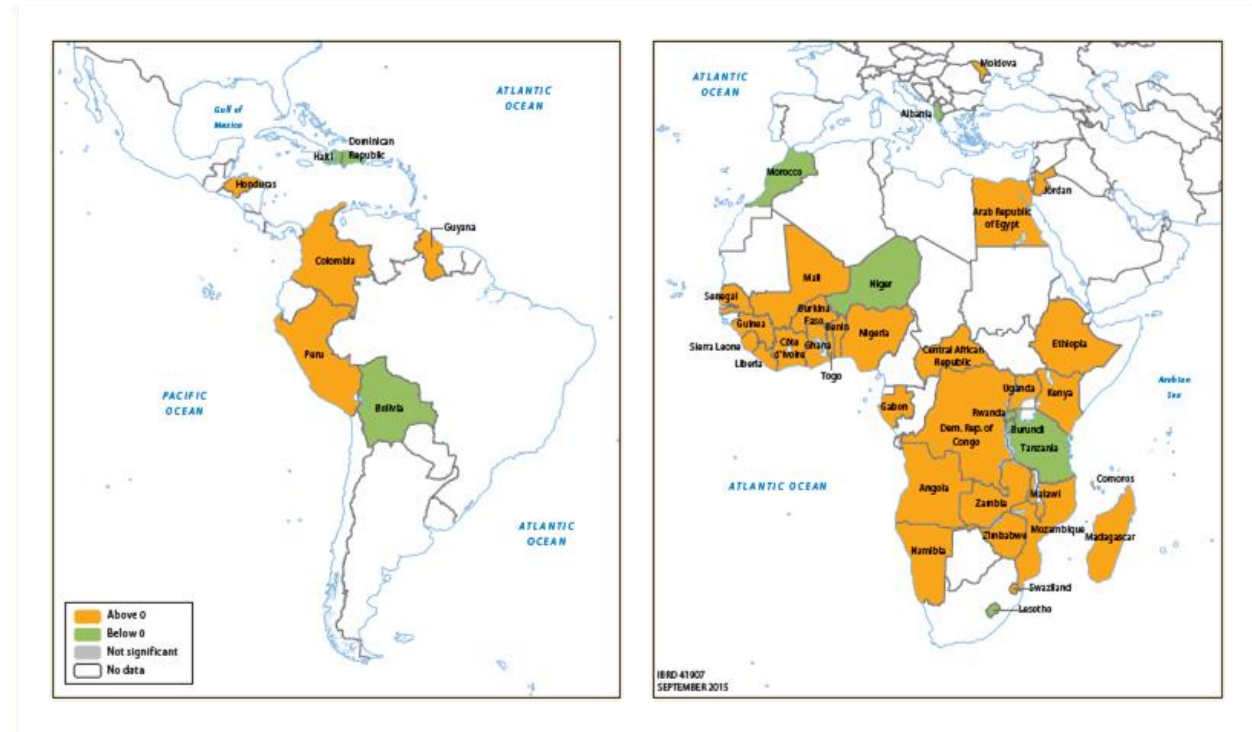 ATLANTIC
OCEAN
Gulf of
Mexico
Haiti
Dominican
Republic
Honduras
Guyana
Colombia
Peru
PACIFIC
OCEAN
Bolivia
ATLANTIC
OCEAN
Above 0
Below 0
Not significant
No data
ATLANTIC
OCEAN
Moldova
Albania
Morocco
Jordan
Arab Republic
of Egypt
Mali
Niger
Senegal
Burkina
Faso
Benin
Guinea
Nigeria
Sierra Leone
Côte
d'Ivoire
Ghana
Liberia
Togo
Central African
Republic
Ethiopia
Uganda
Kenya
Arabian
Sea
Gabon
Rwanda
Dem. Rep. of
Congo
Burundi
Tanzania
ATLANTIC OCEAN
Angola
Comoros
Malawi
Zambia
Mozambique
Zimbabwe
Madagascar
Namibia
Swaziland
Lesotho
IBRD 41907
SEPTEMBER 2015